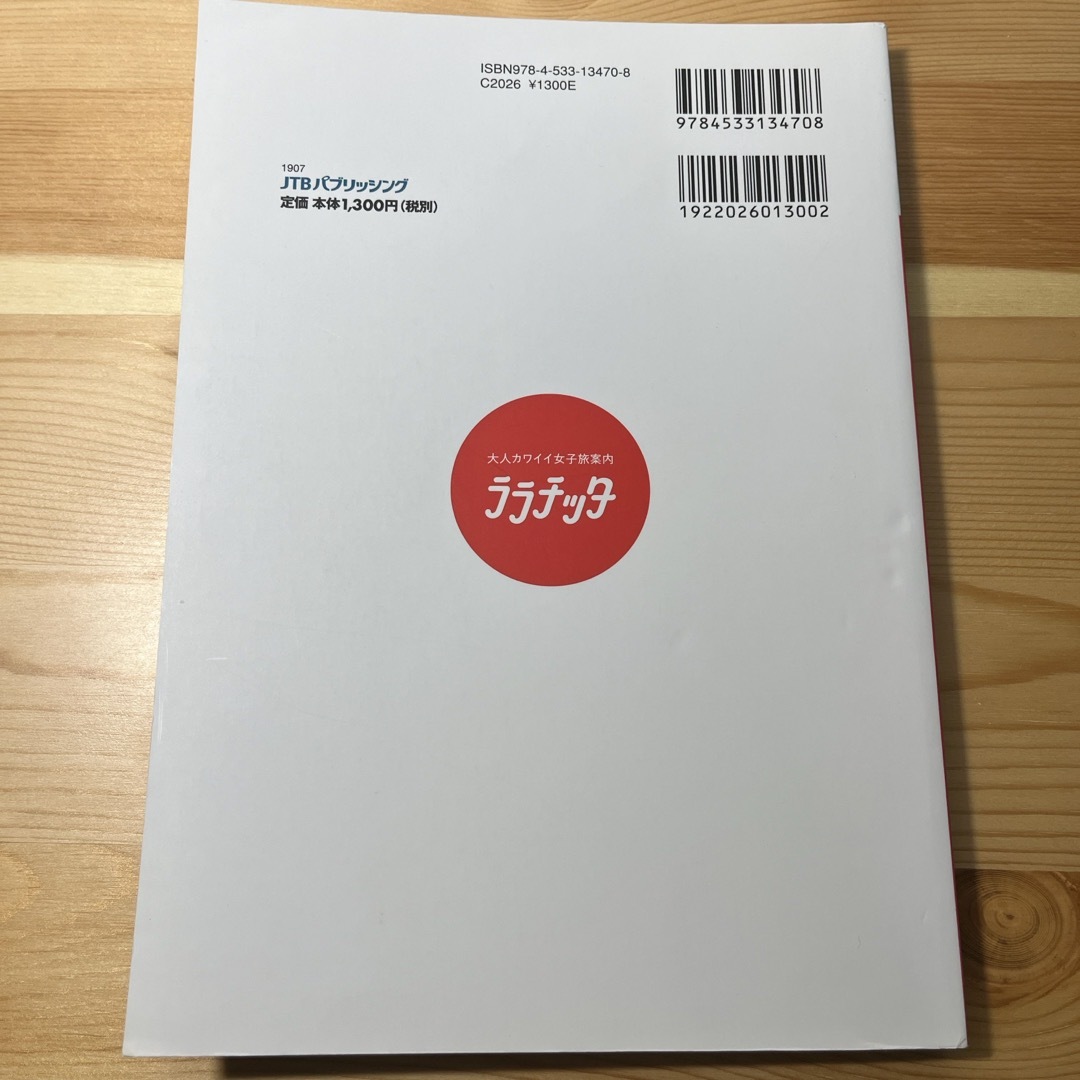 ISBN978-4-533-13470-8
C2026 ¥1300E
9784533134708
1907
JTBパブリッシング
定価 本体1,300円(税別)
1922026013002
大人カワイイ女子旅案内
ララチッタ